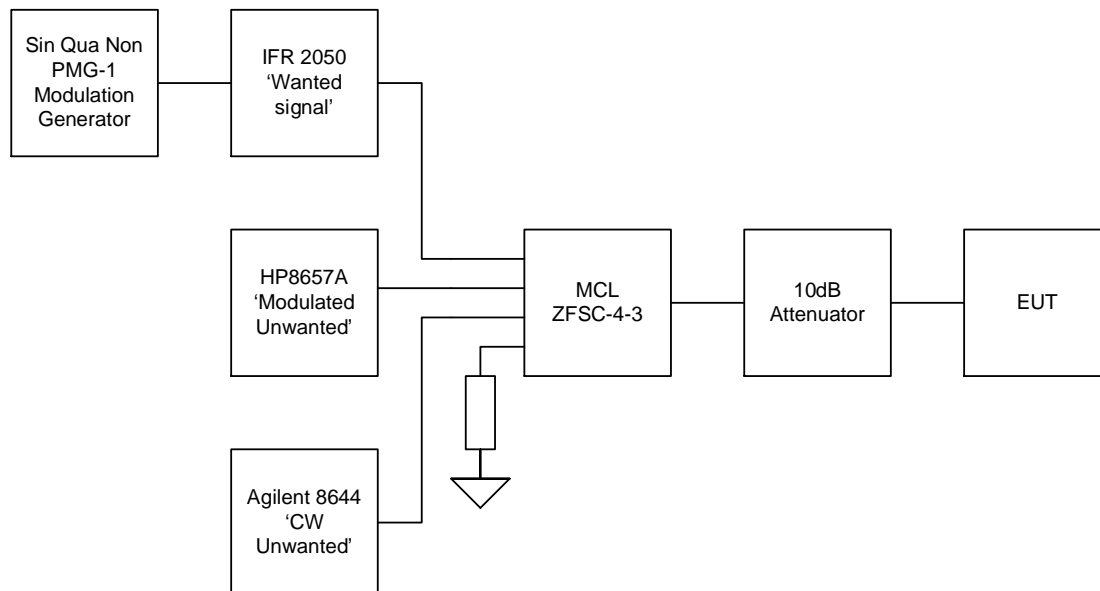 Sin Qua Non
PMG-1
Modulation
Generator
IFR 2050
‘Wanted
signal’
HP8657A
‘Modulated
Unwanted’
MCL
ZFSC-4-3
10dB
Attenuator
EUT
Agilent 8644
‘CW
Unwanted’